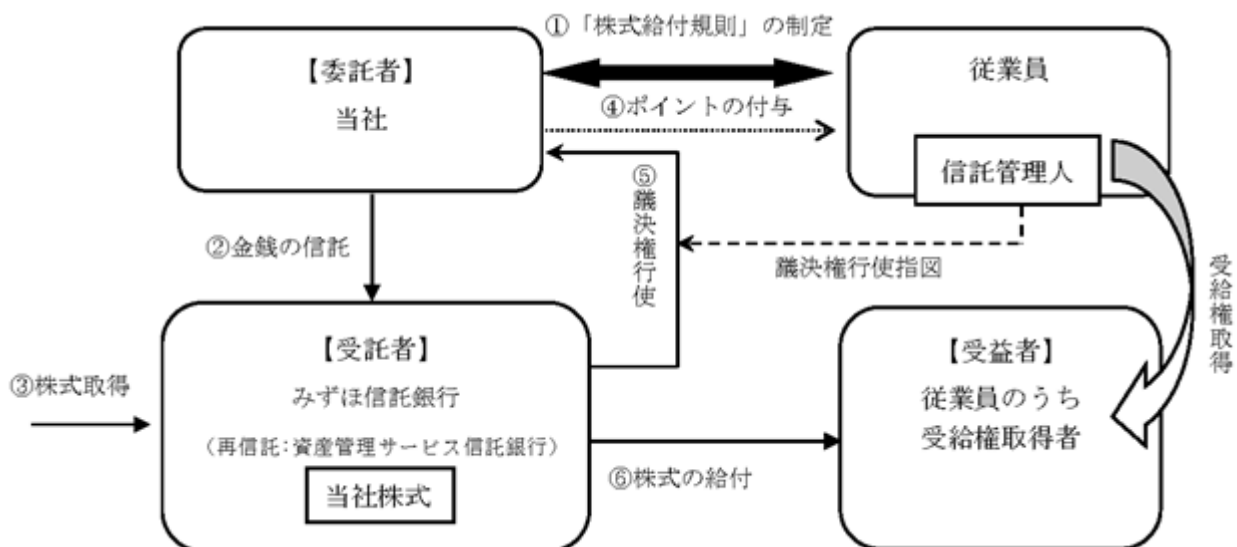 ①「株式給付規則」の制定
【委託者】
当社
従業員
④ポイントの付与
信託管理人
⑤議決権行使
②金銭の信託
議決権行使指図
受給権取得
【受託者】
みずほ信託銀行
（再信託：資産管理サービス信託銀行）
当社株式
③株式取得
【受益者】
従業員のうち
受給権取得者
⑥株式の給付